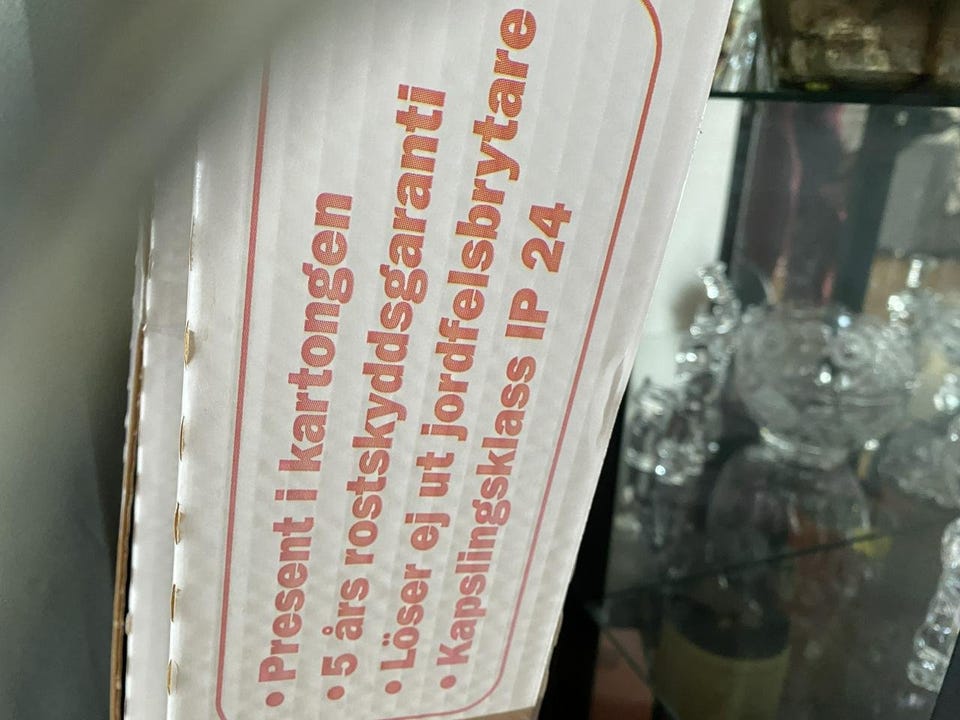 • Present i kartongen
• 5 års rostskyddsgaranti
• Löser ej ut jordfelsbrytare
• Kapslingsklass IP 24